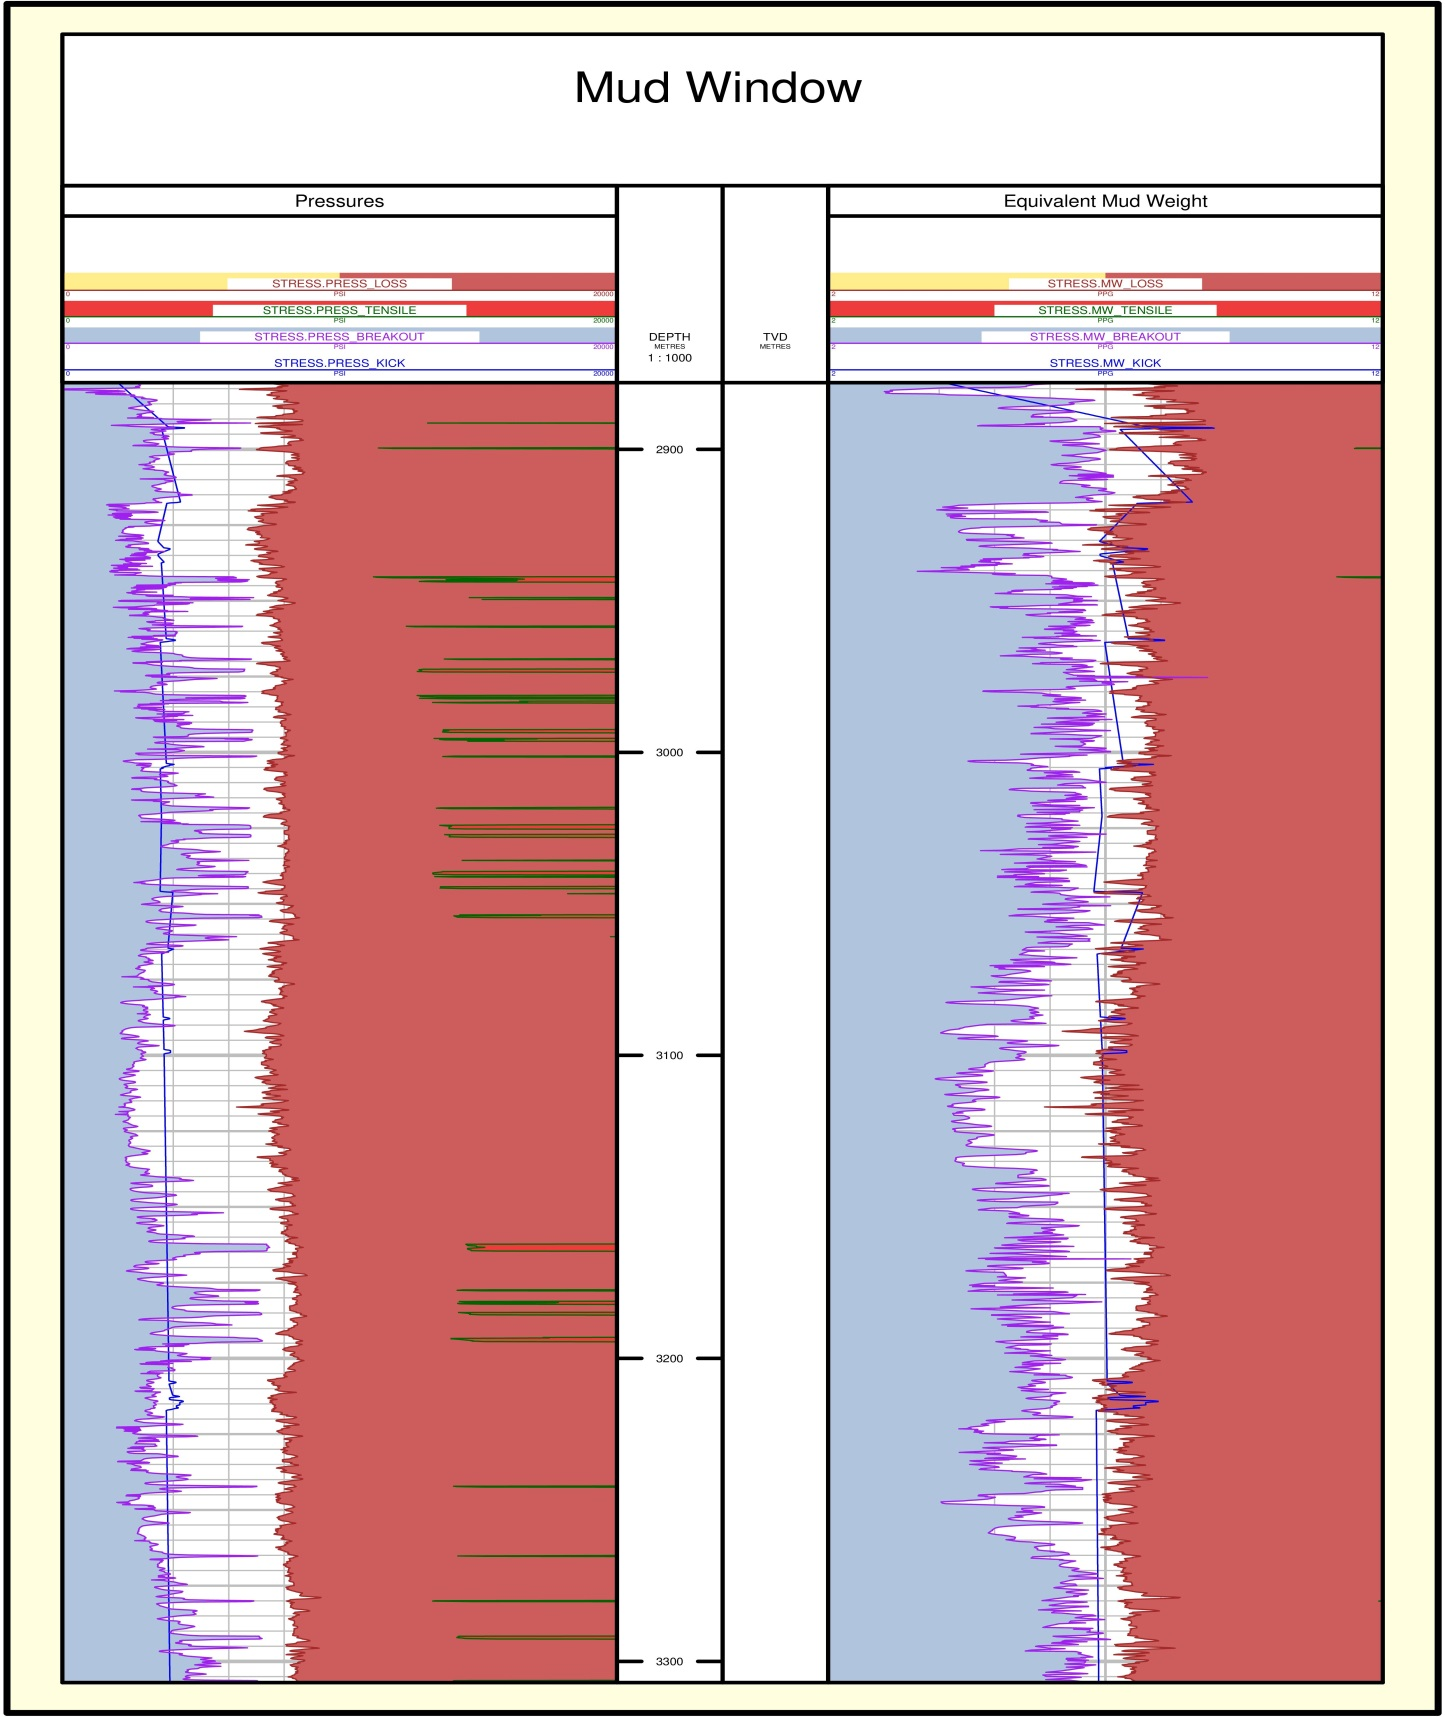 Mud Window
Pressures
Equivalent Mud Weight
STRESS.PRESS_LOSS
0 PSI 20000
STRESS.PRESS_TENSILE
0 PSI 20000
STRESS.PRESS_BREAKOUT
0 PSI 20000
STRESS.PRESS_KICK
0 PSI 20000
DEPTH
METRES
1 : 1000
TVD
METRES
STRESS.MW_LOSS
2 PPG 12
STRESS.MW_TENSILE
2 PPG 12
STRESS.MW_BREAKOUT
2 PPG 12
STRESS.MW_KICK
2 PPG 12
2900
3000
3100
3200
3300